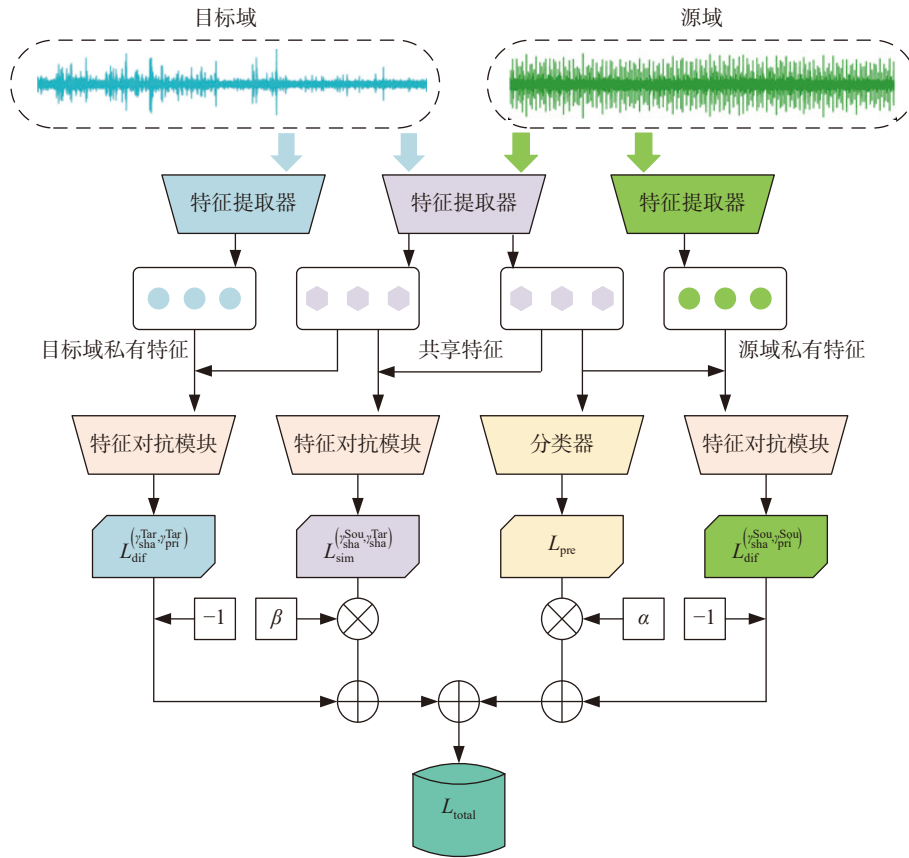 目标域 源域
特征提取器 特征提取器 特征提取器
目标域私有特征 共享特征 源域私有特征
特征对抗模块 特征对抗模块 分类器 特征对抗模块
L_dif^(γ_sha^Tar,γ_pri^Tar) L_sim^(γ_sha^Sou,γ_sha^Tar) L_pre L_dif^(γ_sha^Sou,γ_pri^Sou)
−1 β α −1
L_total